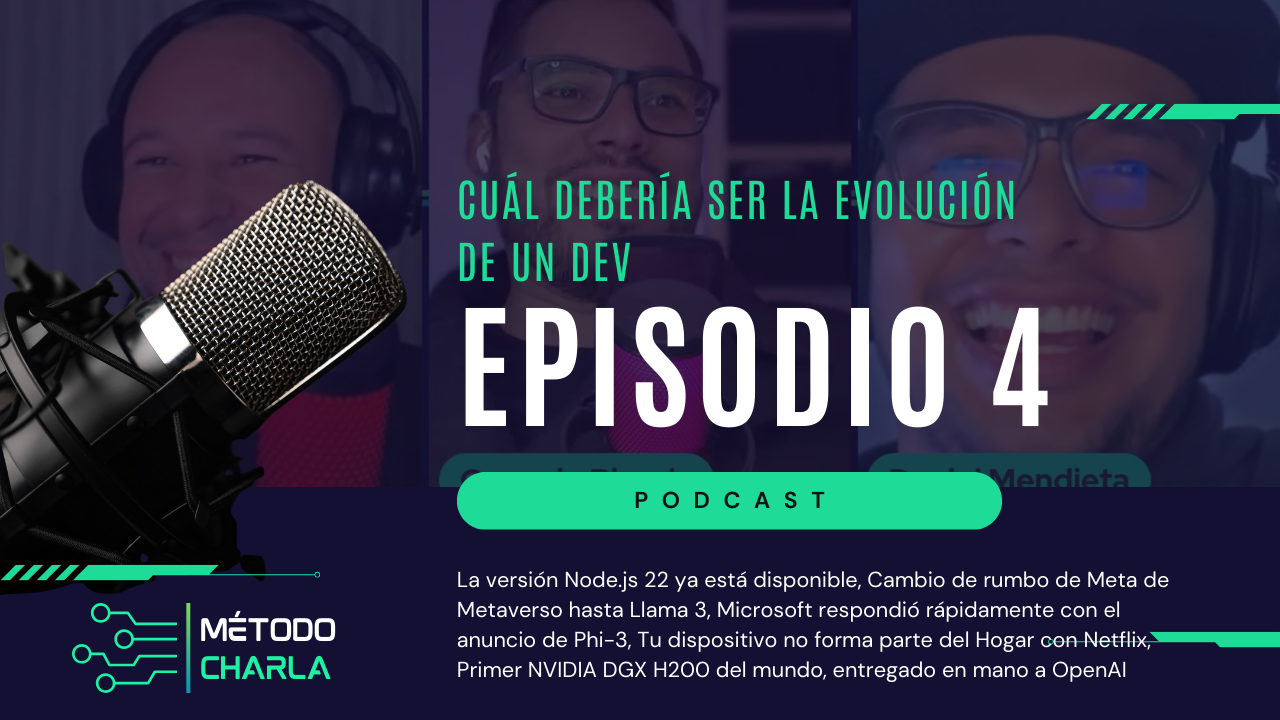 CUÁL DEBERÍA SER LA EVOLUCIÓN
DE UN DEV
EPISODIO 4
Mendieta
PODCAST
La versión Node.js 22 ya está disponible, Cambio de rumbo de Meta de
Metaverso hasta Llama 3, Microsoft respondió rápidamente con el
anuncio de Phi-3, Tu dispositivo no forma parte del Hogar con Netflix,
Primer NVIDIA DGX H200 del mundo, entregado en mano a OpenAI
MÉTODO
CHARLA